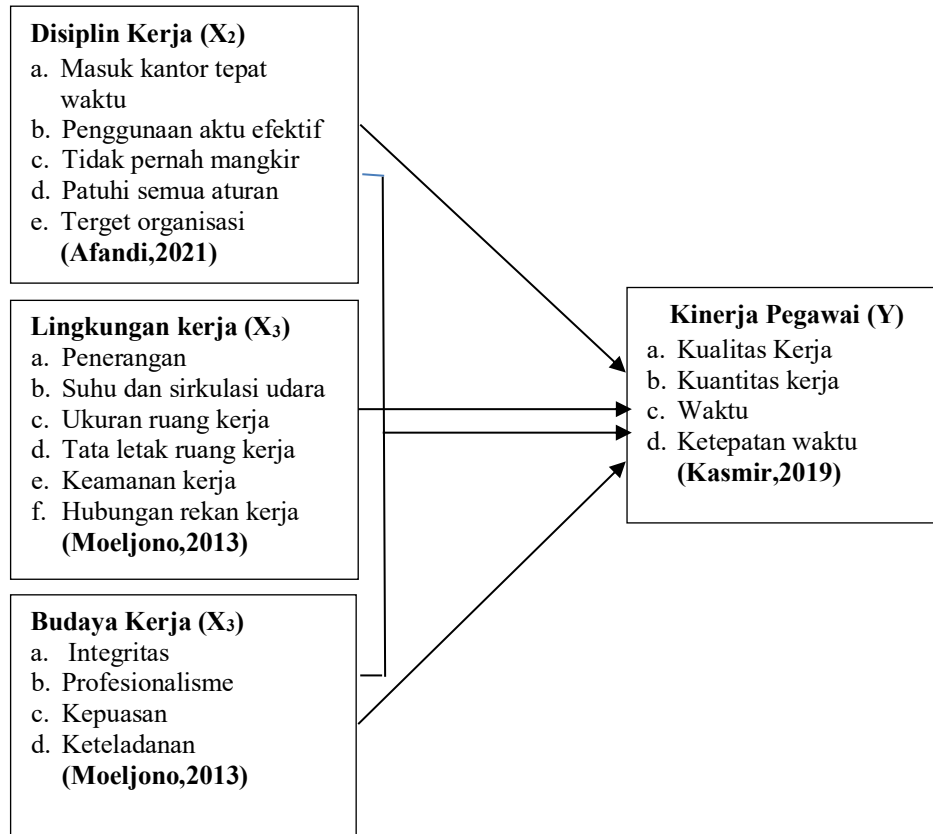 Disiplin Kerja (X₂)
a. Masuk kantor tepat
waktu
b. Penggunaan aktu efektif
c. Tidak pernah mangkir
d. Patuhi semua aturan
e. Terget organisasi
(Afandi,2021)
Lingkungan kerja (X₃)
a. Penerangan
b. Suhu dan sirkulasi udara
c. Ukuran ruang kerja
d. Tata letak ruang kerja
e. Keamanan kerja
f. Hubungan rekan kerja
(Moeljono,2013)
Budaya Kerja (X₃)
a. Integritas
b. Profesionalisme
c. Kepuasan
d. Keteladanan
(Moeljono,2013)
Kinerja Pegawai (Y)
a. Kualitas Kerja
b. Kuantitas kerja
c. Waktu
d. Ketepatan waktu
(Kasmir,2019)